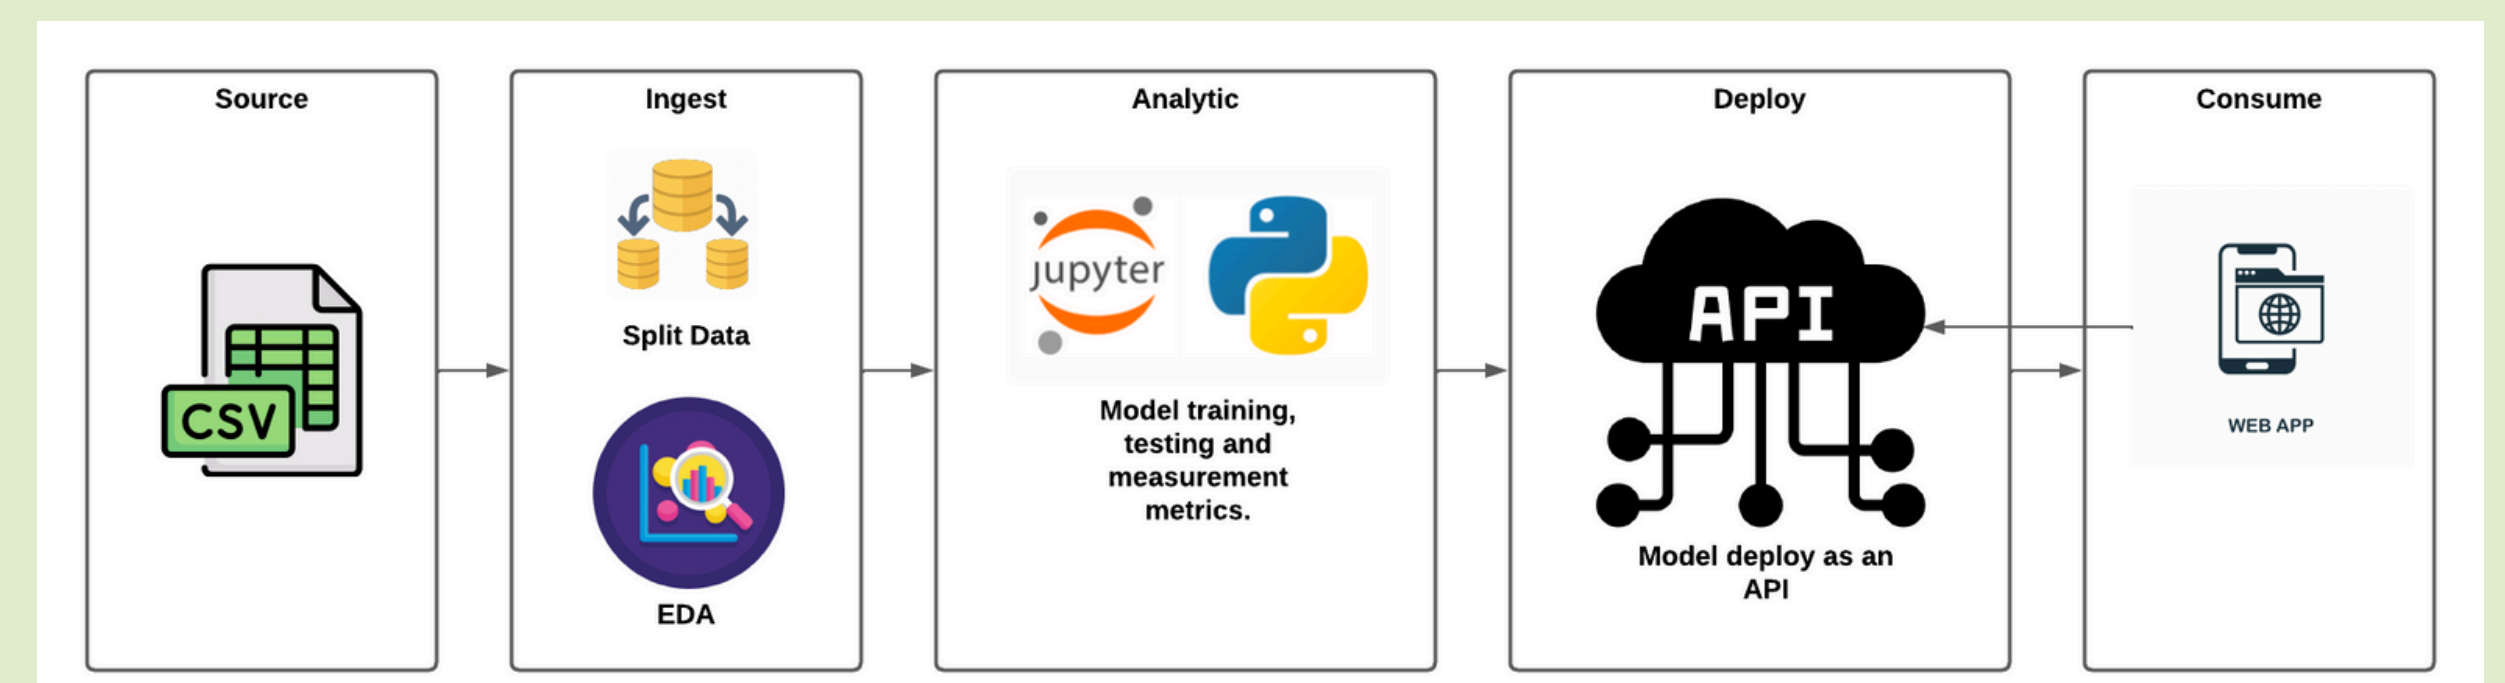 Source
CSV
Ingest
Split Data
EDA
Analytic
jupyter
Model training,
testing and
measurement
metrics.
Deploy
API
Model deploy as an
API
Consume
WEB APP